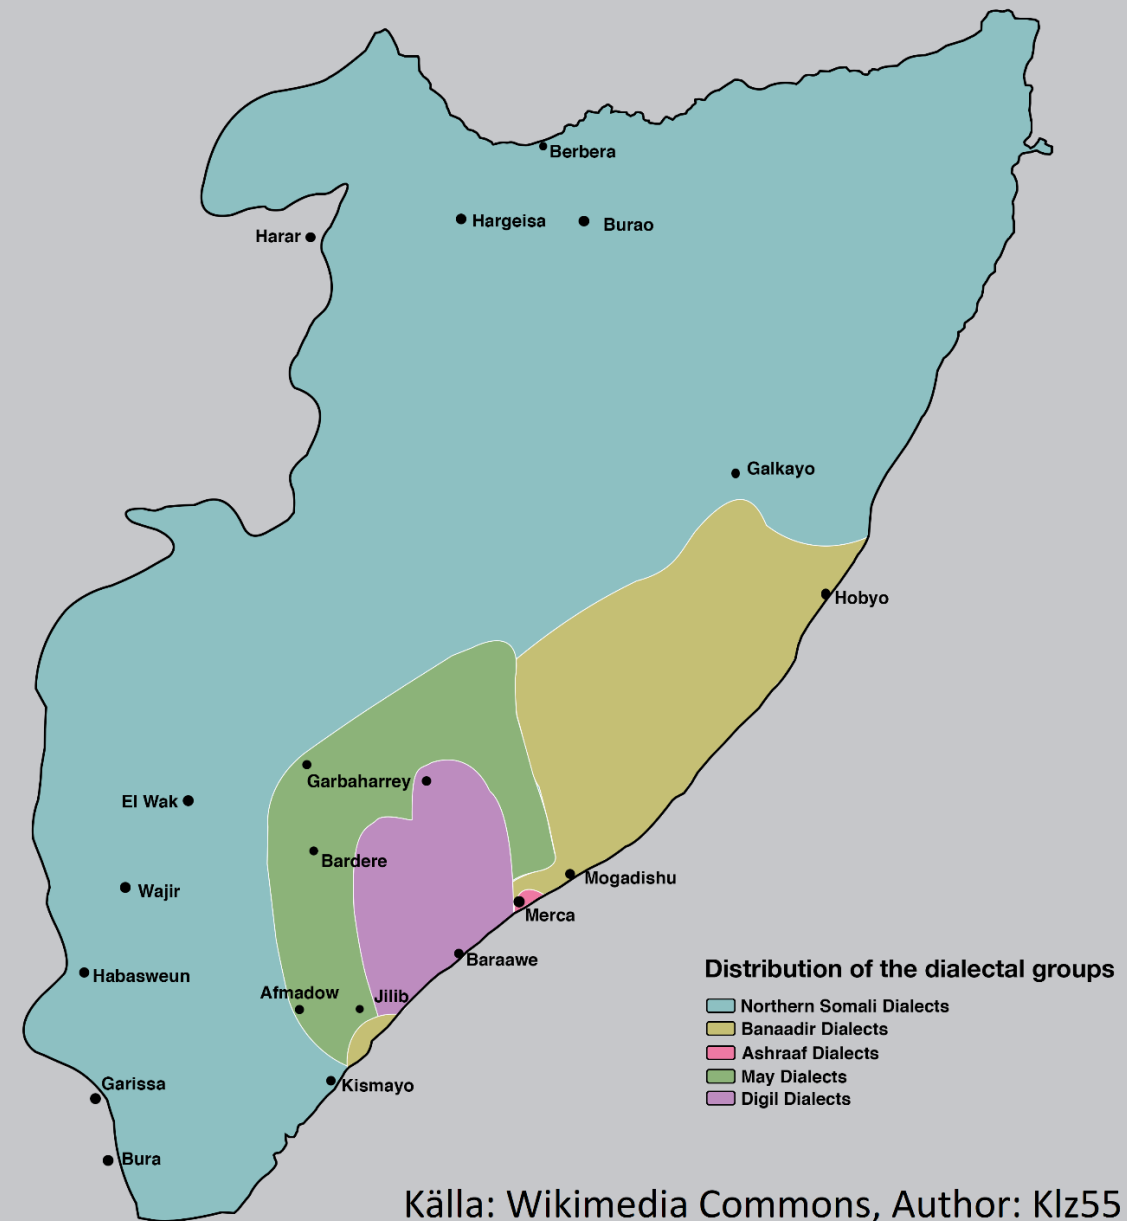 Berbera
Hargeisa
Burao
Harar
Galkayo
Hobyo
Garbaharrey
El Wak
Bardere
Mogadishu
Wajir
Merca
Baraawe
Habasweun
Afmadow
Jilib
Kismayo
Garissa
Bura
Distribution of the dialectal groups
Northern Somali Dialects
Banaadir Dialects
Ashraaf Dialects
May Dialects
Digil Dialects
Källa: Wikimedia Commons, Author: Klz55